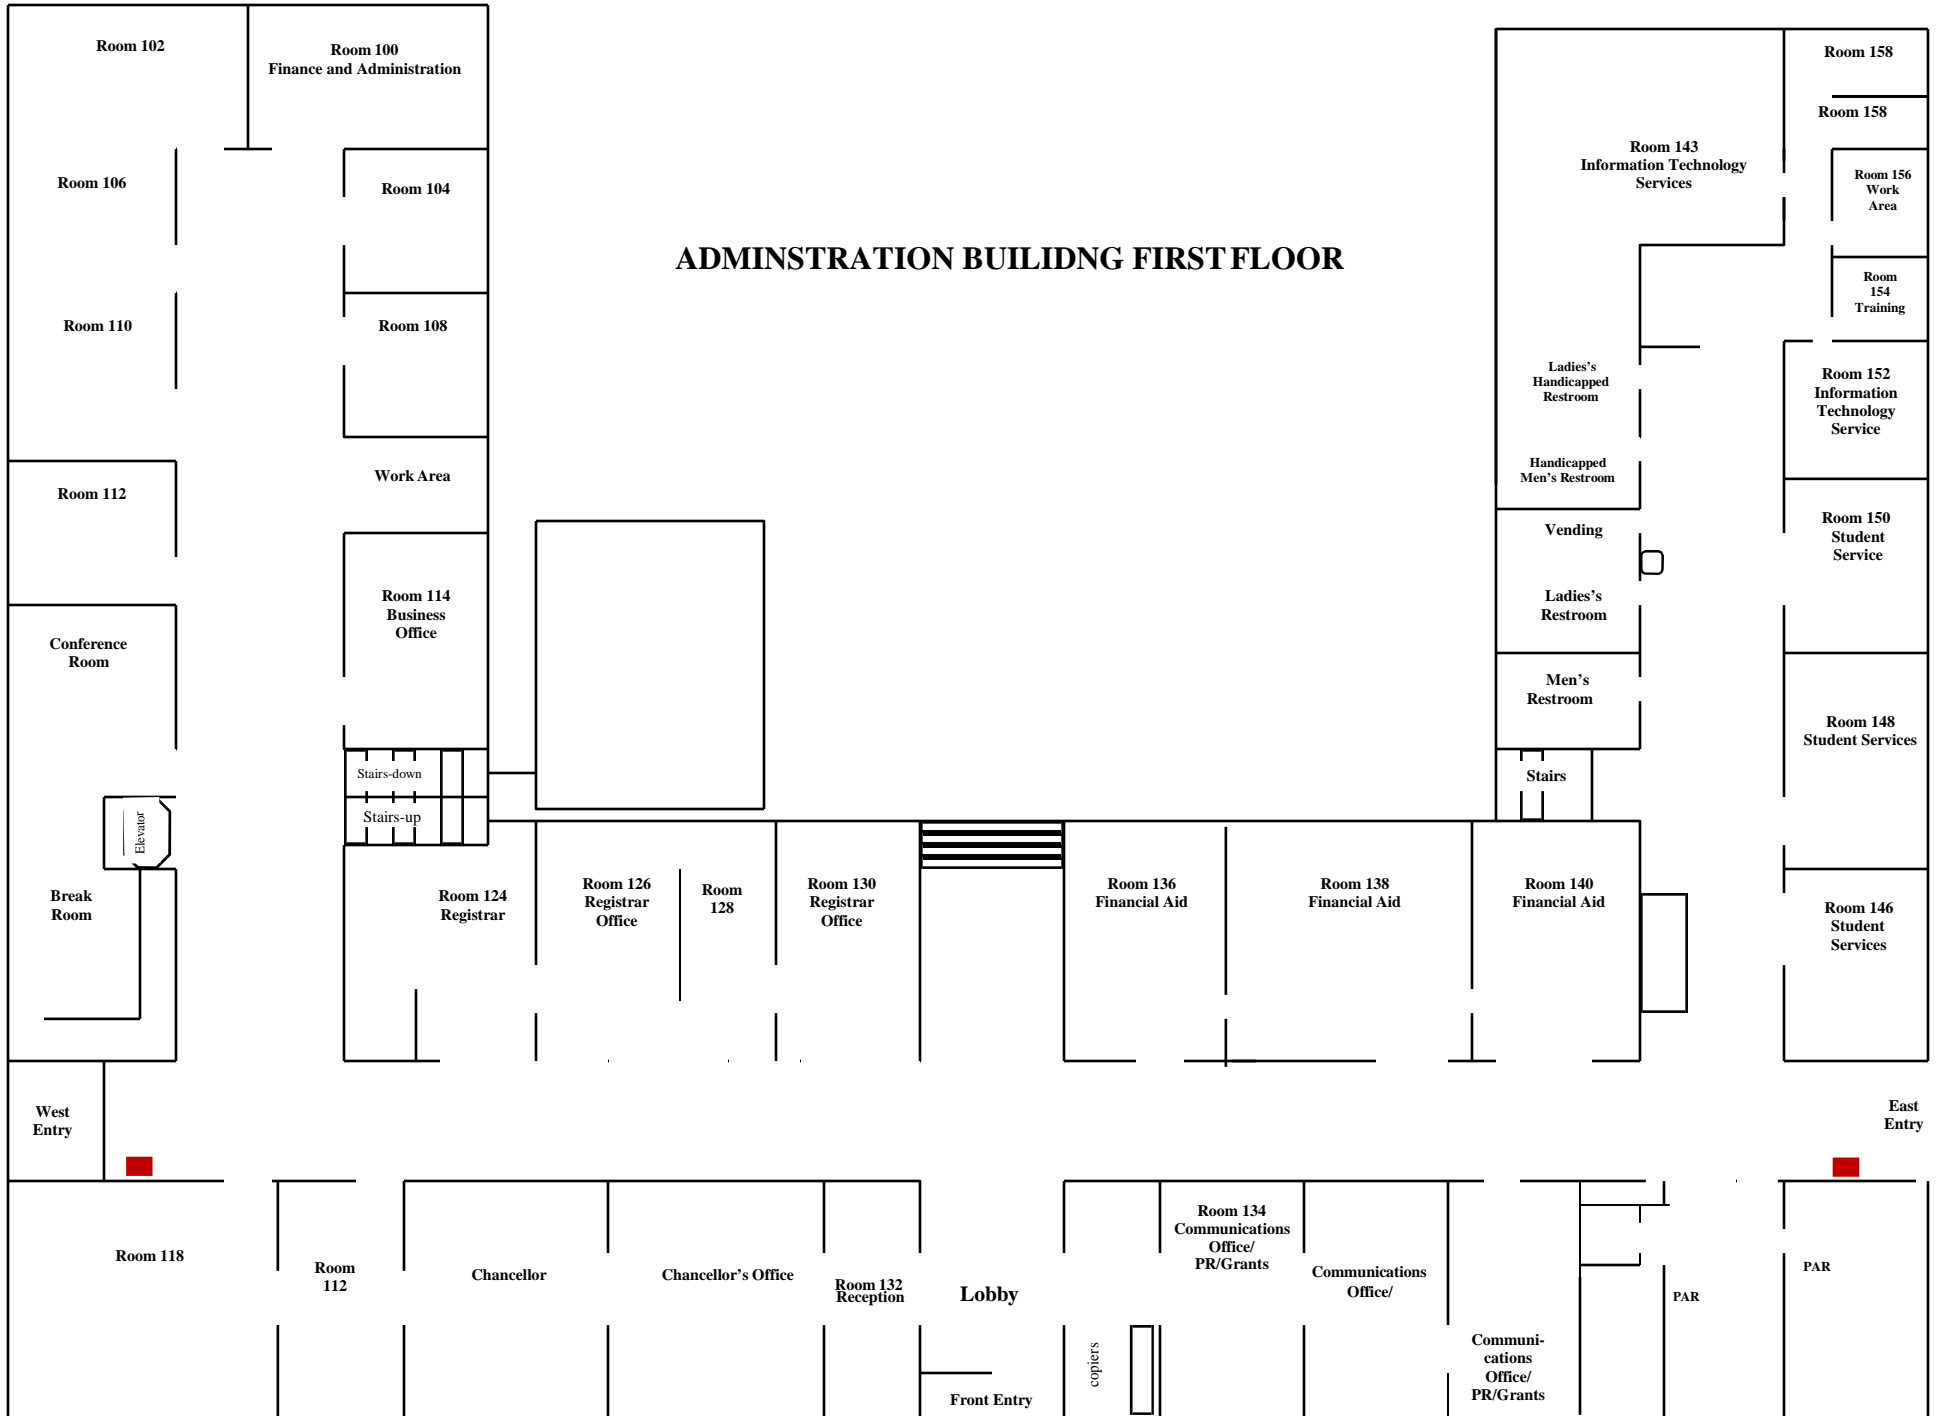 Room 102
Room 100
Finance and Administration
Room 158
Room 158
Room 143
Information Technology
Services
Room 156
Work
Area
Room 106
Room 104
ADMINSTRATION BUILIDNG FIRST FLOOR
Room
154
Training
Room 110
Room 108
Ladies's
Handicapped
Restroom
Room 152
Information
Technology
Service
Work Area
Handicapped
Men's Restroom
Room 112
Vending
Room 150
Student
Service
Room 114
Business
Office
Ladies's
Restroom
Conference
Room
Men's
Restroom
Room 148
Student Services
Stairs-down
Stairs
Stairs-up
Elevator
Break
Room
Room 124
Registrar
Room 126
Registrar
Office
Room
128
Room 130
Registrar
Office
Room 136
Financial Aid
Room 138
Financial Aid
Room 140
Financial Aid
Room 146
Student
Services
West
Entry
East
Entry
Room 118
Room
112
Chancellor
Chancellor's Office
Room 132
Reception
Lobby
Front Entry
copiers
Room 134
Communications
Office/
PR/Grants
Communications
Office/
Communi-
cations
Office/
PR/Grants
PAR
PAR